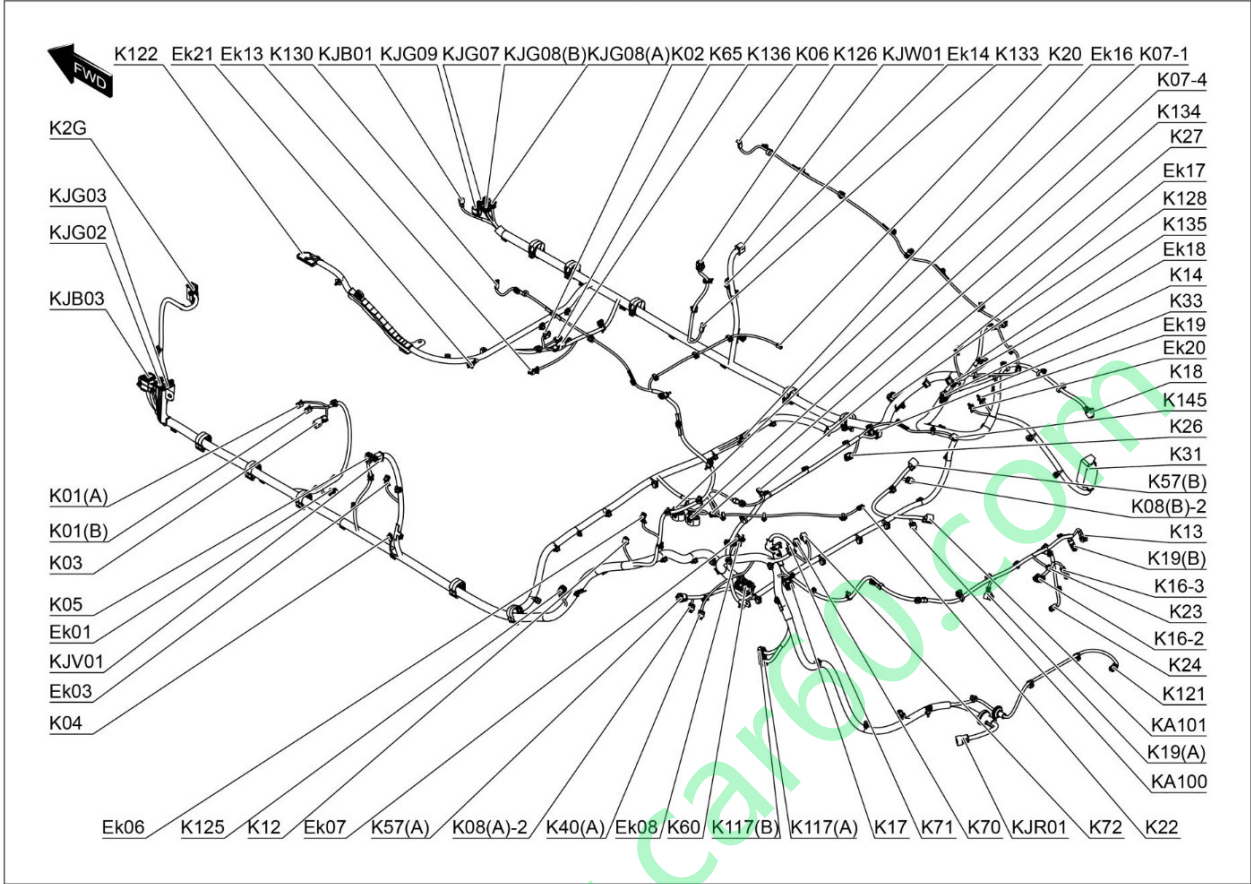 FWD
K122 Ek21 Ek13 K130 KJB01 KJG09 KJG07 KJG08(B) KJG08(A) K02 K65 K136 K06 K126 KJW01 Ek14 K133 K20 Ek16 K07-1
K07-4
K134
K27
Ek17
K128
K135
Ek18
K14
K33
Ek19
Ek20
K18
K145
K26
K31
K57(B)
K08(B)-2
K13
K19(B)
K16-3
K23
K16-2
K24
K121
KA101
K19(A)
KA100
K2G
KJG03
KJG02
KJB03
K01(A)
K01(B)
K03
K05
Ek01
KJV01
Ek03
K04
Ek06 K125 K12 Ek07 K57(A) K08(A)-2 K40(A) Ek08 K60 K117(B) K117(A) K17 K71 K70 KJR01 K72 K22
car60.com